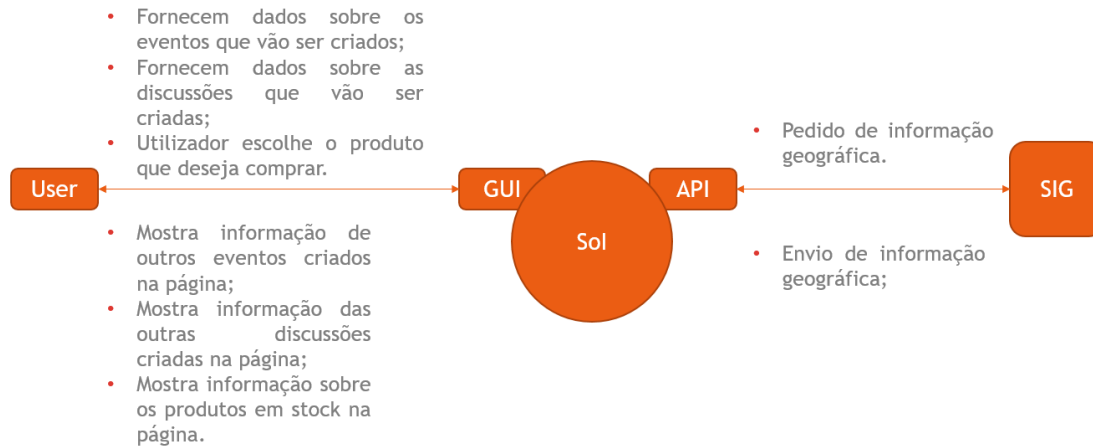 • Fornecem dados sobre os
eventos que vão ser criados;
• Fornecem dados sobre as
discussões que vão ser
criadas;
• Utilizador escolhe o produto
que deseja comprar.
User
GUI
Sol
API
SIG
• Pedido de informação
geográfica.
• Mostra informação de
outros eventos criados
na página;
• Mostra informação das
outras discussões
criadas na página;
• Mostra informação sobre
os produtos em stock na
página.
• Envio de informação
geográfica;